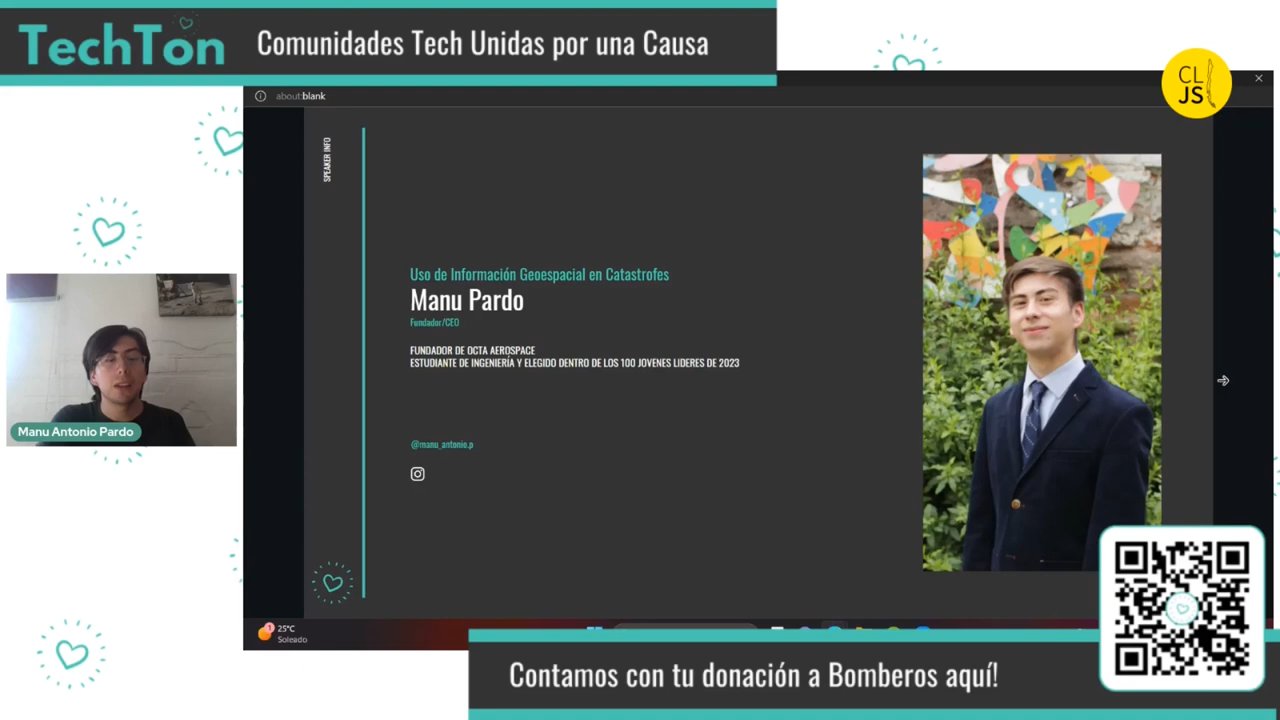 TechTon
Comunidades Tech Unidas por una Causa
CL
JS
about:blank
SPEAKER INFO
Uso de Información Geoespacial en Catastrofes
Manu Pardo
Fundador/CEO
FUNDADOR DE OCTA AEROSPACE
ESTUDIANTE DE INGENIERÍA Y ELEGIDO DENTRO DE LOS 100 JOVENES LIDERES DE 2023
@manu_antonio.p
Manu Antonio Pardo
1
25°C
Soleado
Contamos con tu donación a Bomberos aquí!